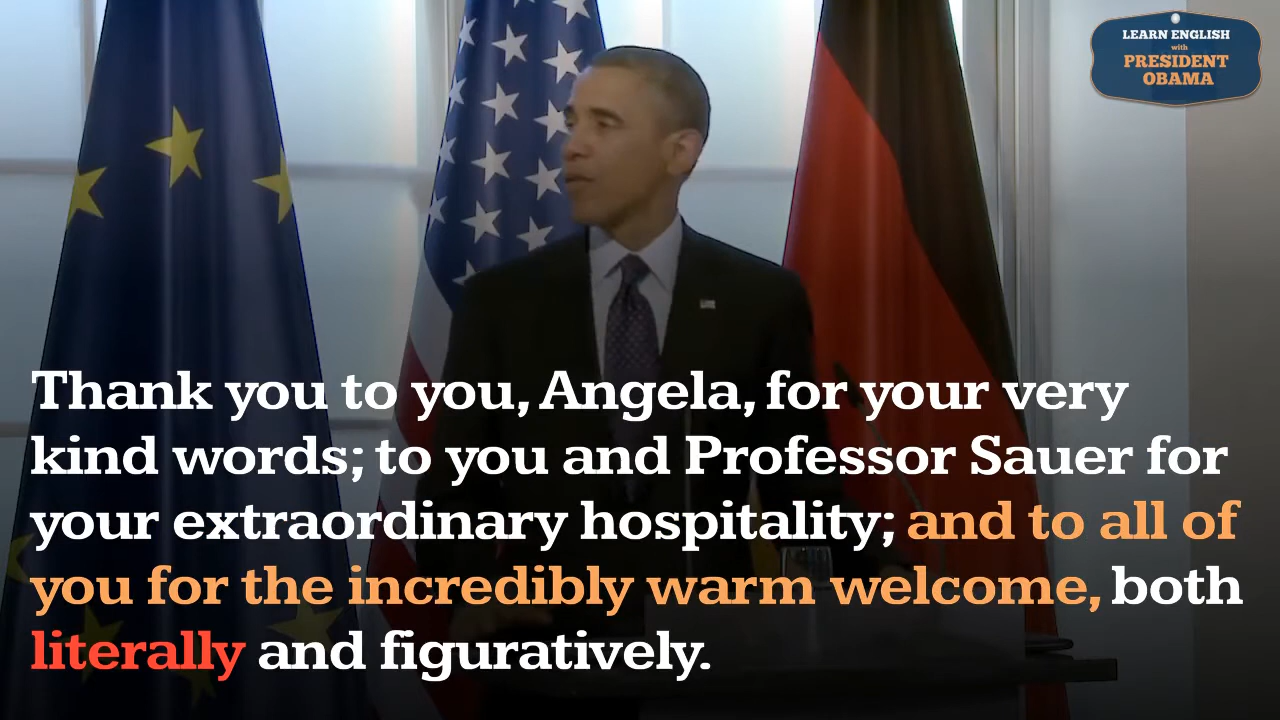 LEARN ENGLISH
with
PRESIDENT
OBAMA
Thank you to you, Angela, for your very
kind words; to you and Professor Sauer for
your extraordinary hospitality; and to all of
you for the incredibly warm welcome, both
literally and figuratively.